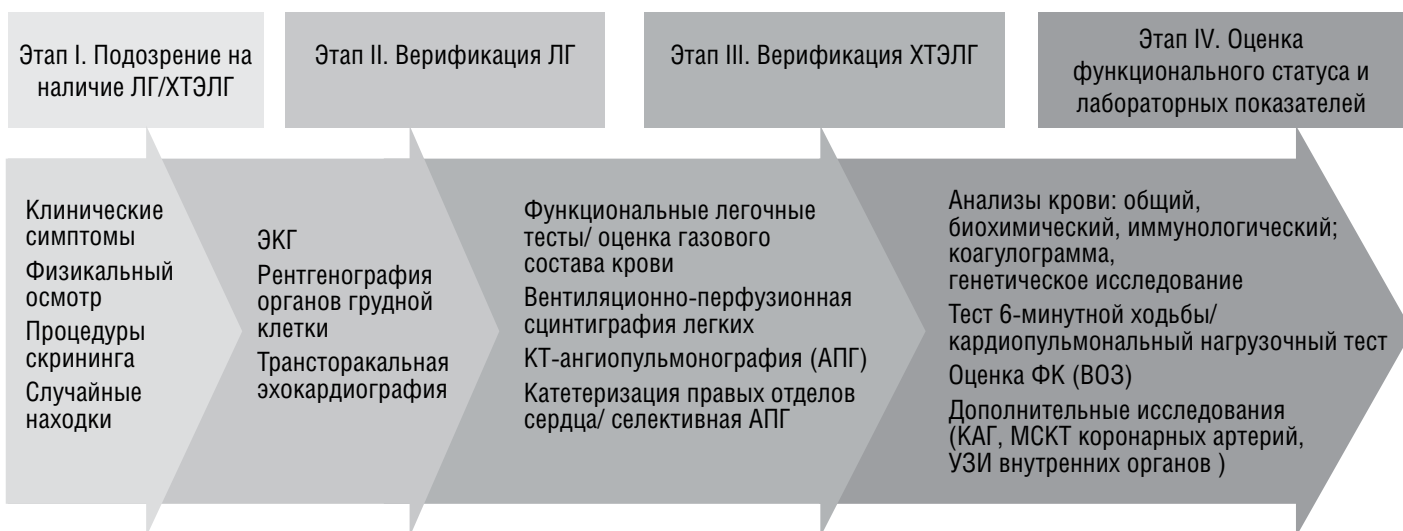 Этап I. Подозрение на
наличие ЛГ/ХТЭЛГ
Этап II. Верификация ЛГ
Этап III. Верификация ХТЭЛГ
Этап IV. Оценка
функционального статуса и
лабораторных показателей
Клинические
симптомы
Физикальный
осмотр
Процедуры
скрининга
Случайные
находки
ЭКГ
Рентгенография
органов грудной
клетки
Трансторакальная
эхокардиография
Функциональные легочные
тесты/ оценка газового
состава крови
Вентиляционно-перфузионная
сцинтиграфия легких
КТ-ангиопульмонография (АПГ)
Катетеризация правых отделов
сердца/ селективная АПГ
Анализы крови: общий,
биохимический, иммунологический;
коагулограмма,
генетическое исследование
Тест 6-минутной ходьбы/
кардиопульмональный нагрузочный тест
Оценка ФК (ВОЗ)
Дополнительные исследования
(КАГ, МСКТ коронарных артерий,
УЗИ внутренних органов )